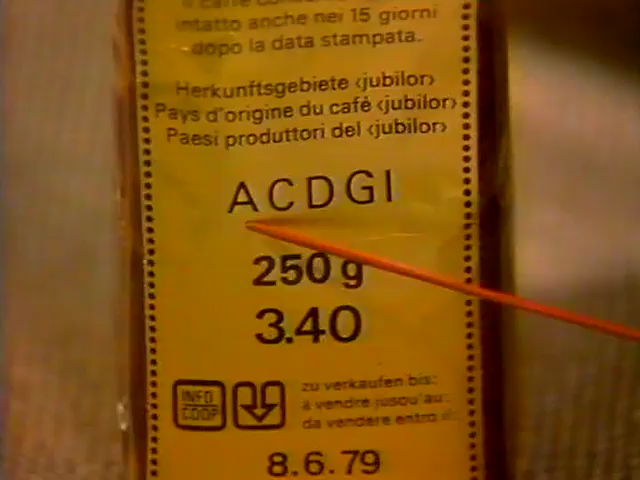 intatto anche nei 15 giorni
dopo la data stampata.
Herkunftsgebiete ‹jubilor›
Pays d'origine du café ‹jubilor›
Paesi produttori del ‹jubilor›
A C D G I
250 g
3.40
INFO
COOP
zu verkaufen bis:
à vendre jusqu'au:
da vendere entro il:
8.6.79